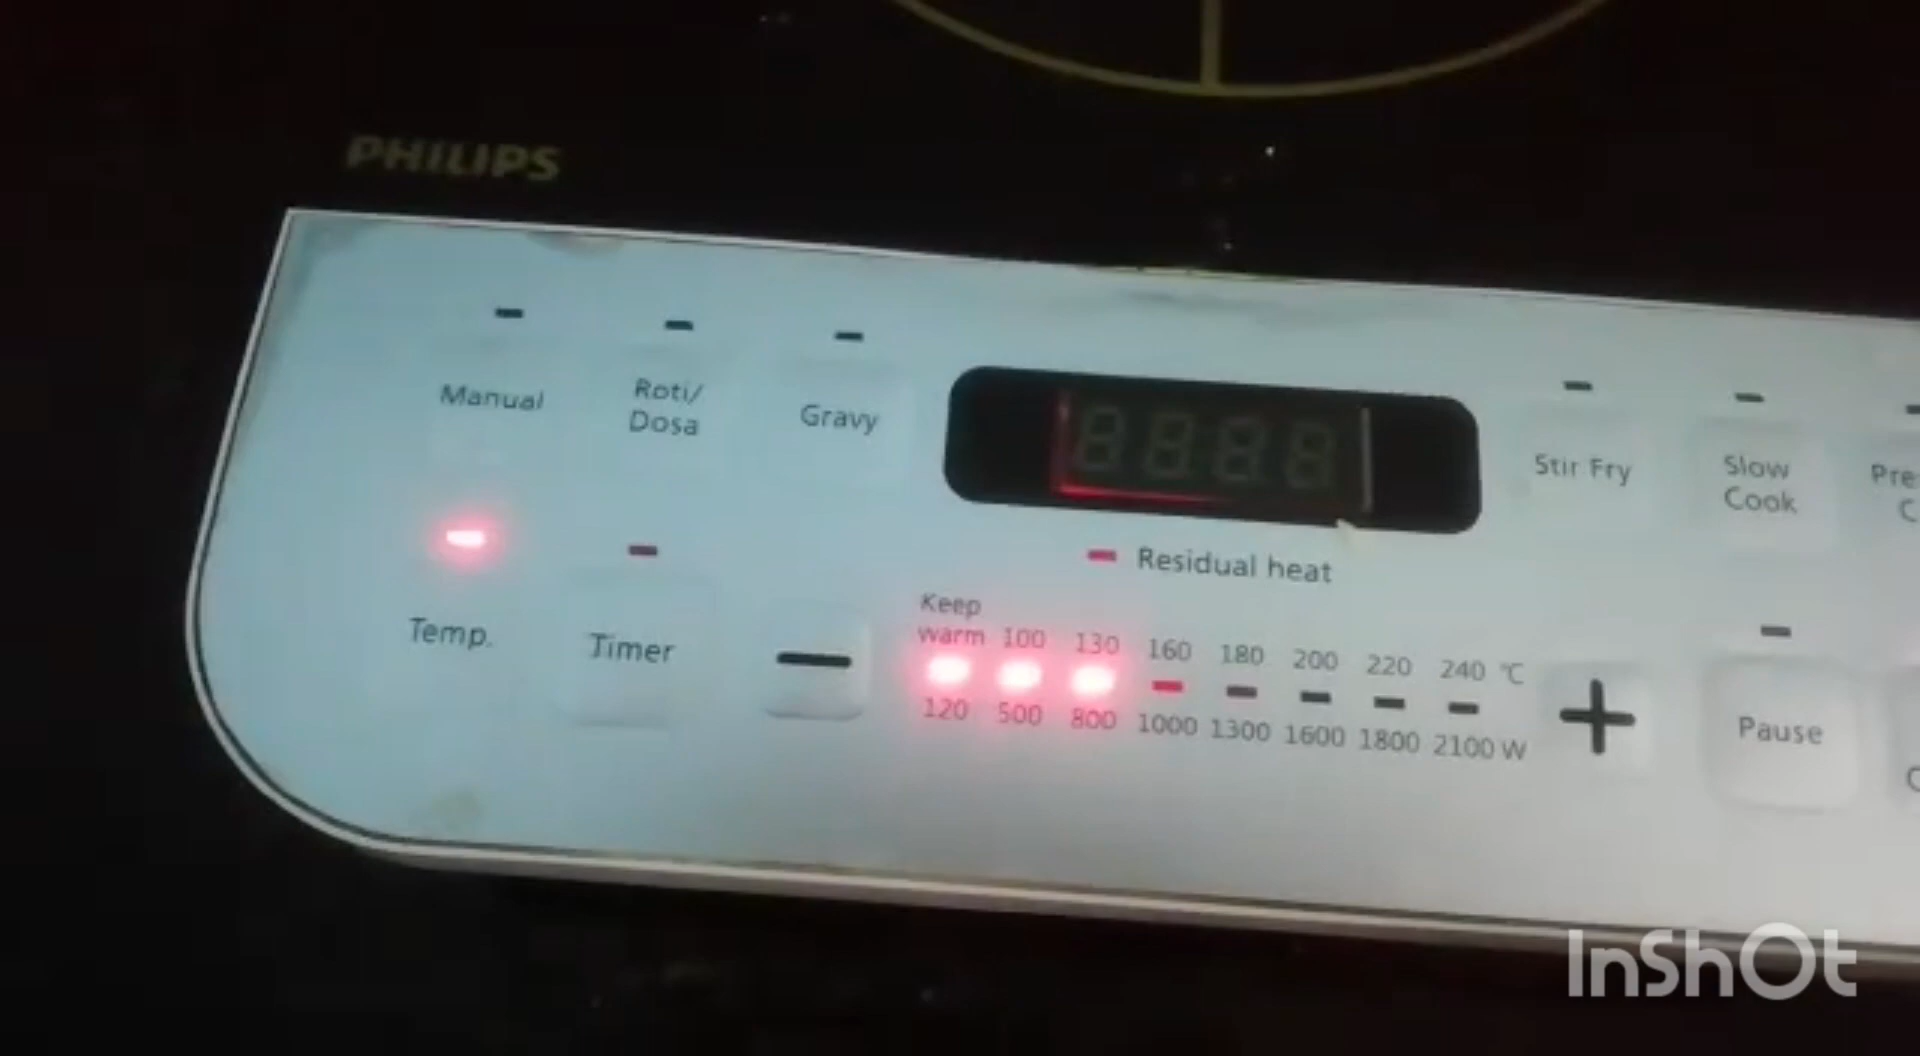 PHILIPS
Manual
Roti/
Dosa
Gravy
Stir Fry
Slow
Cook
Pre
C
Residual heat
Temp.
Timer
Keep
warm 100 130 160 180 200 220 240 °C
120 500 800 1000 1300 1600 1800 2100 W
Pause
InShOt